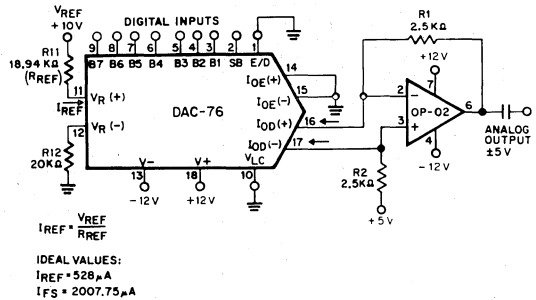 VREF
+10V
DIGITAL INPUTS
9 8 7 6 5 4 3 2 1
B7 B6 B5 B4 B3 B2 B1 SB E/D
R11
18,94 KΩ
(RREF)
11
IREF
VR(+)
VR(-)
12
R12
20KΩ
DAC-76
IOE(+)
14
IOE(-)
15
IOD(+)
16
IOD(-)
17
V-
V+
VLC
13
18
10
-12V
+12V
R1
2.5KΩ
+12V
7
2
-
OP-02
6
3
+
4
-12V
ANALOG
OUTPUT
±5V
R2
2.5KΩ
+5V
IREF = VREF
RREF
IDEAL VALUES:
IREF = 528μA
IFS = 2007.75μA